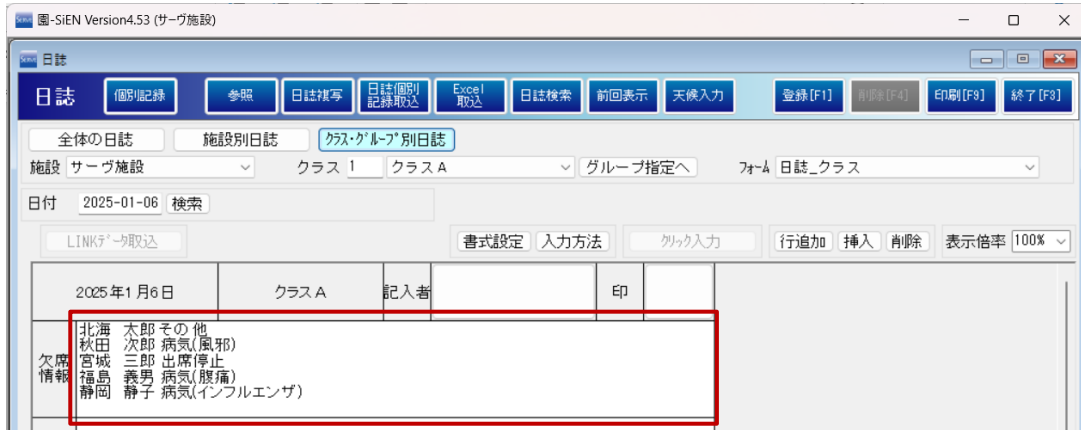 園-SiEN Version4.53 (サーヴ施設)
日誌
日誌 個別記録 参照 日誌複写 日誌個別記録取込 Excel取込 日誌検索 前回表示 天候入力 登録[F1] 削除[F4] 印刷[F9] 終了[F3]
全体の日誌 施設別日誌 クラス・グループ別日誌
施設 サーヴ施設 クラス 1 クラスA グループ指定へ フォーム 日誌_クラス
日付 2025-01-06 検索
LINKデータ取込 書式設定 入力方法 クリック入力 行追加 挿入 削除 表示倍率 100%
2025年1月6日 クラスA 記入者 印
欠席情報
北海 太郎 その他
秋田 次郎 病気(風邪)
宮城 三郎 出席停止
福島 義男 病気(腹痛)
静岡 静子 病気(インフルエンザ)